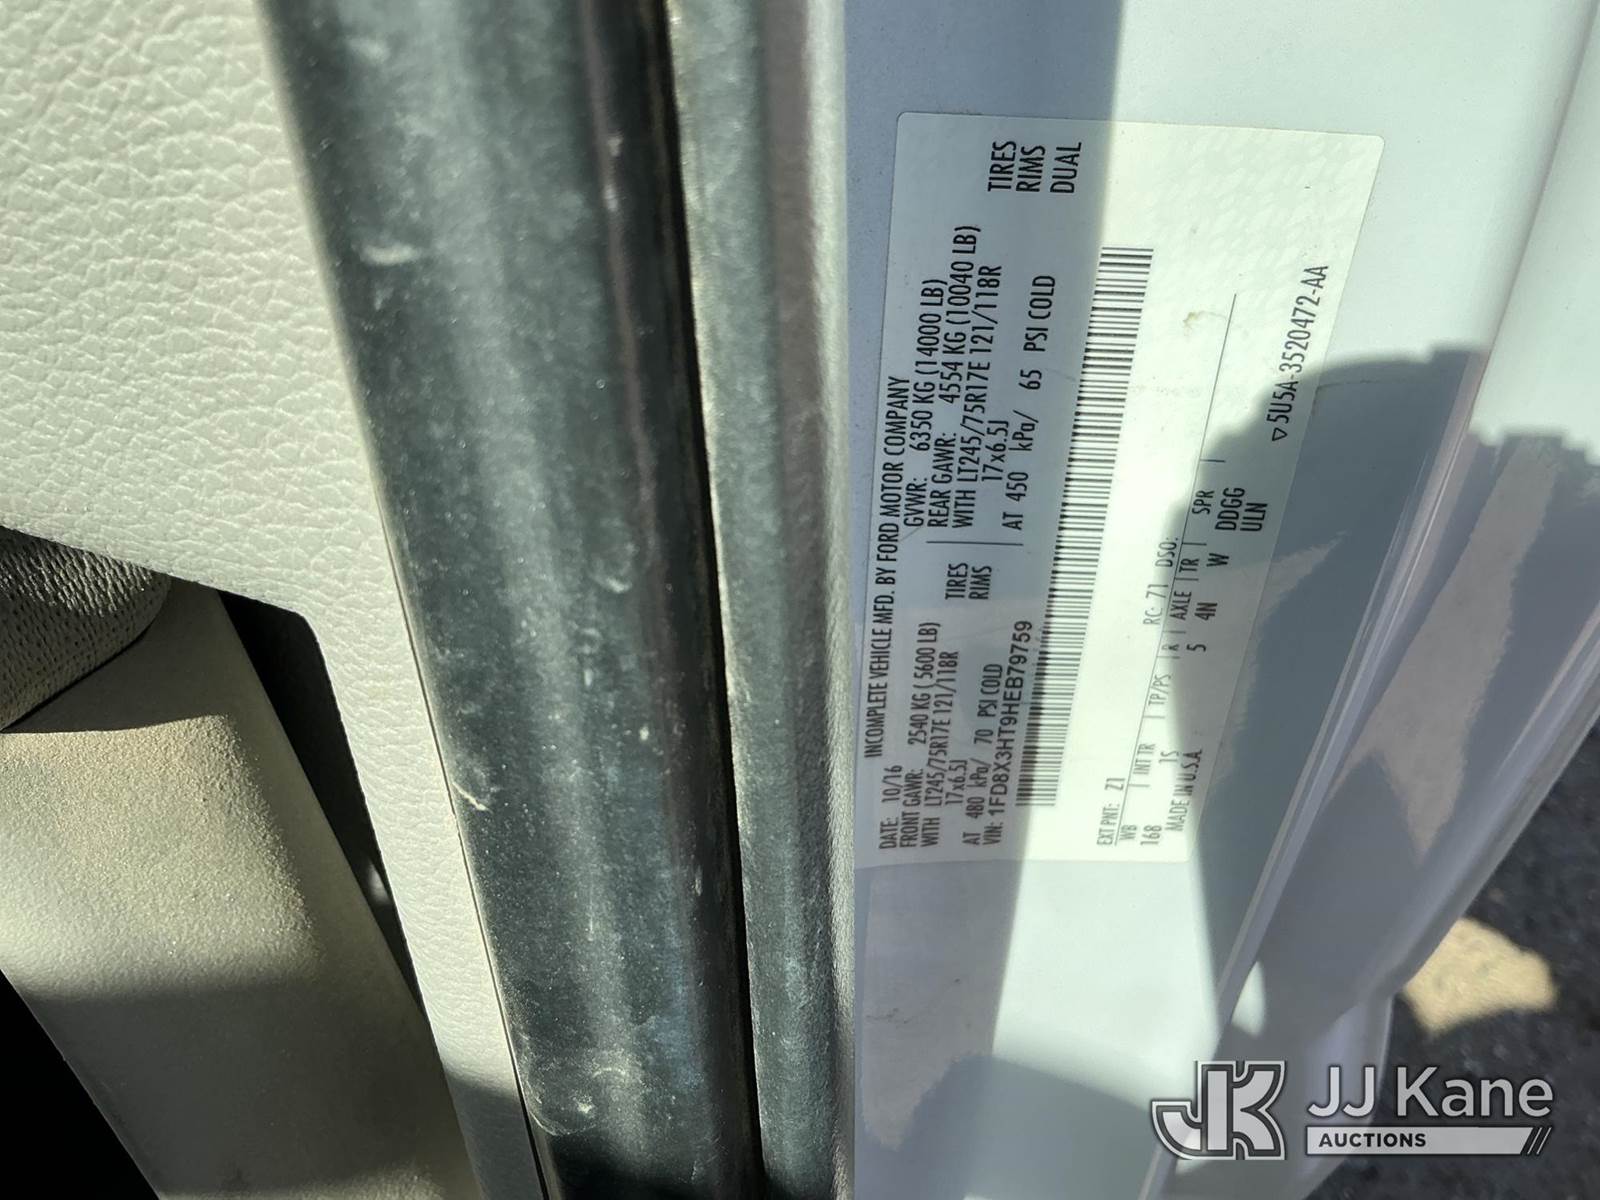 INCOMPLETE VEHICLE MFD. BY FORD MOTOR COMPANY
DATE: 10/16 GVWR: 6350 KG (14000 LB)
FRONT GAWR: 2540 KG (5600 LB) REAR GAWR: 4554 KG (10040 LB)
WITH LT245/75R17E 121/118R TIRES WITH LT245/75R17E 121/118R TIRES
17x6.5J RIMS 17x6.5J RIMS
AT 480 kPa/ 70 PSI COLD AT 450 kPa/ 65 PSI COLD DUAL
VIN: 1FD8X3HT9HEB79759
EXT PNT: Z1 RC: 71 DSO:
WB INT TR TP/PS R AXLE TR SPR
168 1S 5 4N W DDGG
MADE IN U.S.A. ULN
▽5U5A-3520472-AA
JK JJ Kane
AUCTIONS